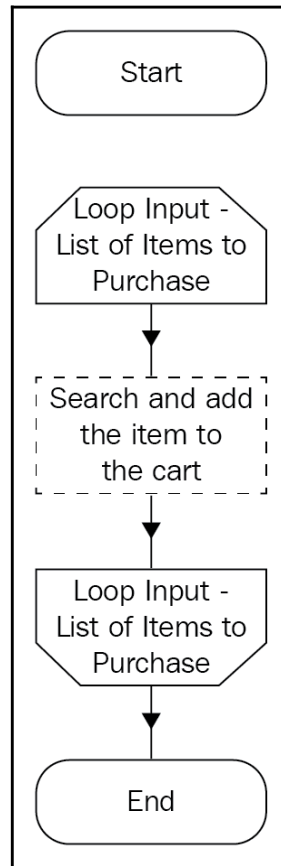 Start
Loop Input -
List of Items to
Purchase
Search and add
the item to
the cart
Loop Input -
List of Items to
Purchase
End